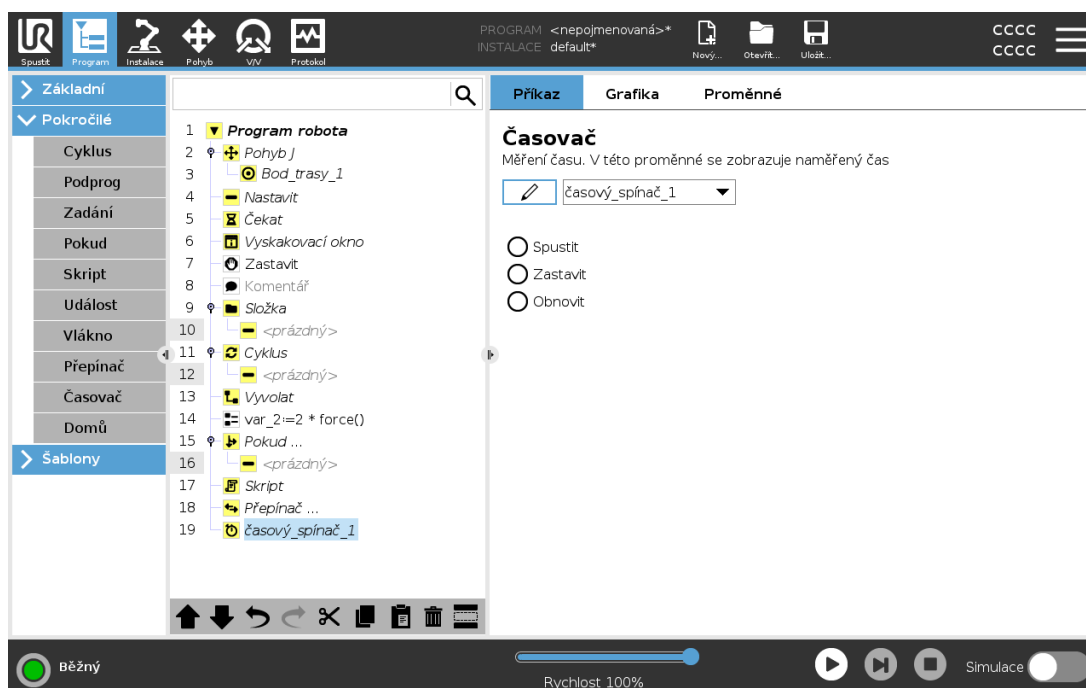 PROGRAM <nepojmenovaná>*
INSTALACE default*
CCCC
CCCC
Spustit
Program
Instalace
Pohyb
V/V
Protokol
Nový...
Otevřít...
Uložit...
Základní
Pokročilé
Cyklus
Podprog
Zadání
Pokud
Skript
Událost
Vlákno
Přepínač
Časovač
Domů
Šablony
1 Program robota
2 Pohyb J
3 Bod_trasy_1
4 Nastavit
5 Čekat
6 Vyskakovací okno
7 Zastavit
8 Komentář
9 Složka
10 <prázdný>
11 Cyklus
12 <prázdný>
13 Vyvolat
14 var_2:=2 * force()
15 Pokud ...
16 <prázdný>
17 Skript
18 Přepínač ...
19 časový_spínač_1
Příkaz
Grafika
Proměnné
Časovač
Měření času. V této proměnné se zobrazuje naměřený čas
časový_spínač_1
Spustit
Zastavit
Obnovit
Běžný
Rychlost 100%
Simulace